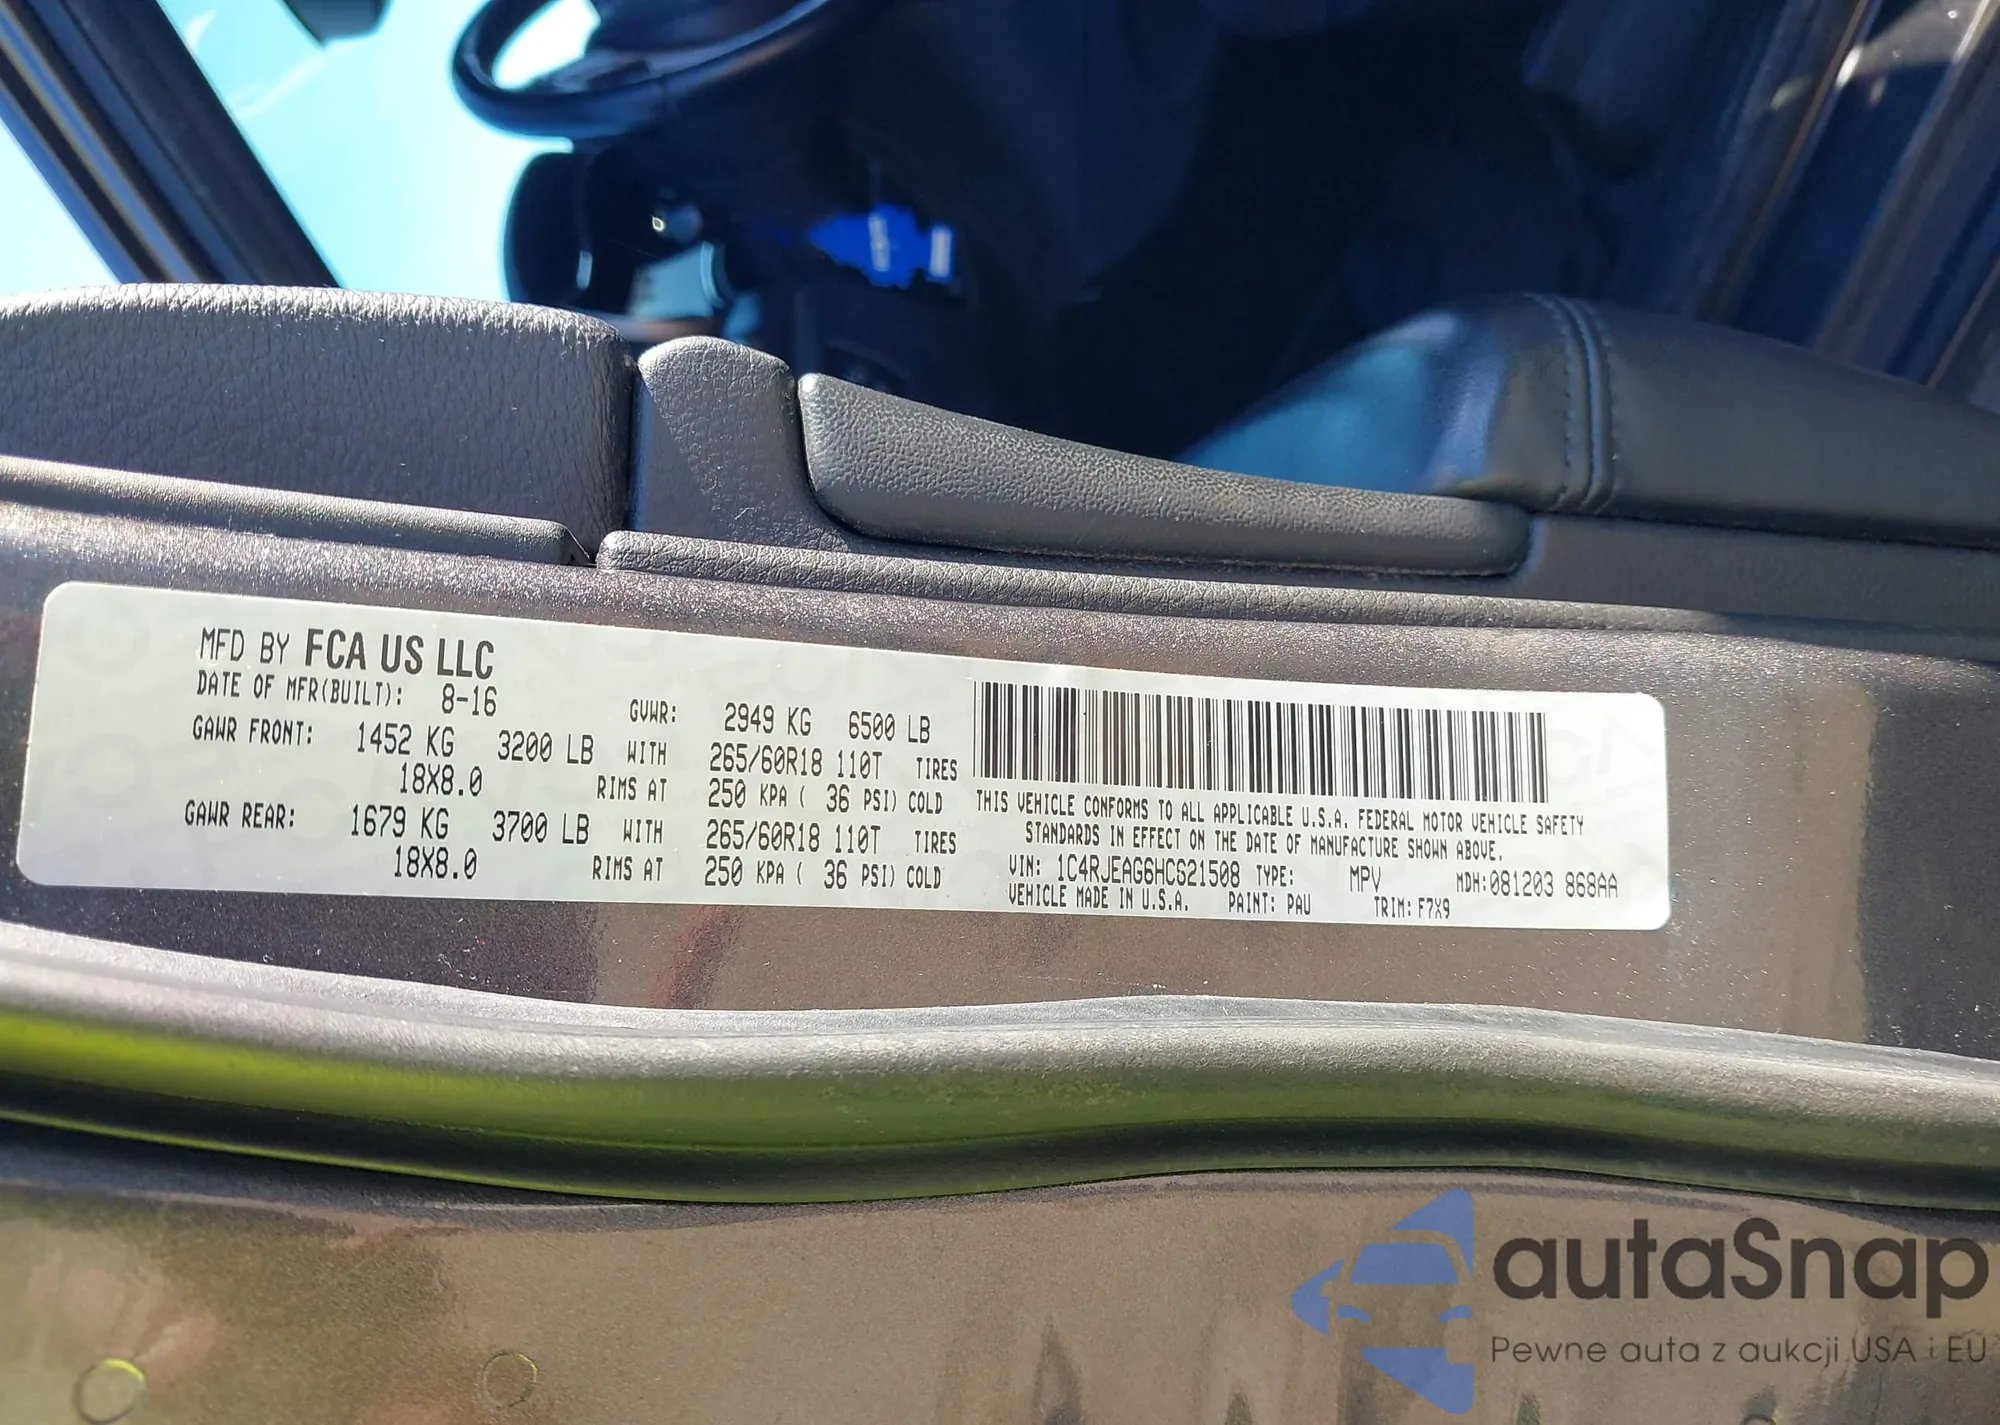 MFD BY FCA US LLC
DATE OF MFR(BUILT): 8-16 GVWR: 2949 KG 6500 LB
GAWR FRONT: 1452 KG 3200 LB WITH 265/60R18 110T TIRES
18X8.0 RIMS AT 250 KPA ( 36 PSI) COLD
GAWR REAR: 1679 KG 3700 LB WITH 265/60R18 110T TIRES
18X8.0 RIMS AT 250 KPA ( 36 PSI) COLD
THIS VEHICLE CONFORMS TO ALL APPLICABLE U.S.A. FEDERAL MOTOR VEHICLE SAFETY
STANDARDS IN EFFECT ON THE DATE OF MANUFACTURE SHOWN ABOVE.
VIN: 1C4RJEAG6HC621508 TYPE: MPV MDH:081203 868AA
VEHICLE MADE IN U.S.A. PAINT: PAU TRIM: F7X9
autaSnap
Pewne auta z aukcji USA i EU